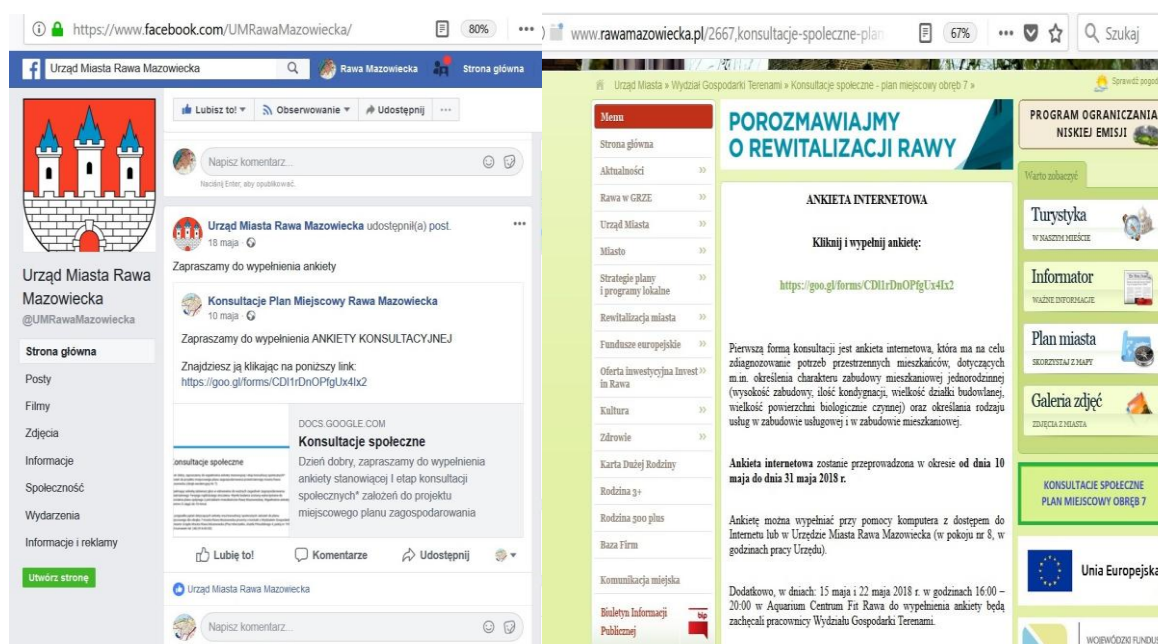 https://www.facebook.com/UMRawaMazowiecka/
80%
Urząd Miasta Rawa Mazowiecka
Rawa Mazowiecka
Strona główna
Lubisz to!
Obserwowanie
Udostępnij
Napisz komentarz...
Naciśnij Enter, aby opublikować.
Urząd Miasta Rawa Mazowiecka udostępnił(a) post.
18 maja
Zapraszamy do wypełnienia ankiety
Konsultacje Plan Miejscowy Rawa Mazowiecka
10 maja
Zapraszamy do wypełnienia ANKIETY KONSULTACYJNEJ
Znajdziesz ją klikając na poniższy link:
https://goo.gl/forms/CDl1rDnOPfgUx4Ix2
DOCS.GOOGLE.COM
Konsultacje społeczne
Dzień dobry, zapraszamy do wypełnienia
ankiety stanowiącej I etap konsultacji
społecznych* założeń do projektu
miejscowego planu zagospodarowania
Lubię to!
Komentarze
Udostępnij
Urząd Miasta Rawa Mazowiecka
Napisz komentarz...
Urząd Miasta Rawa
Mazowiecka
@UMRawaMazowiecka
Strona główna
Posty
Filmy
Zdjęcia
Informacje
Społeczność
Wydarzenia
Informacje i reklamy
Utwórz stronę
www.rawamazowiecka.pl/2667,konsultacje-spoleczne-plan
67%
Szukaj
Urząd Miasta » Wydział Gospodarki Terenami » Konsultacje społeczne - plan miejscowy obręb 7 »
Sprawdź pogod
Menu
Strona główna
Aktualności
Rawa w GRZE
Urząd Miasta
Miasto
Strategie plany
i programy lokalne
Rewitalizacja miasta
Fundusze europejskie
Oferta inwestycyjna Invest
in Rawa
Kultura
Zdrowie
Karta Dużej Rodziny
Rodzina 3+
Rodzina 500 plus
Baza Firm
Komunikacja miejska
Biuletyn Informacji
Publicznej
bip
POROZMAWIAJMY
O REWITALIZACJI RAWY
ANKIETA INTERNETOWA
Kliknij i wypełnij ankietę:
https://goo.gl/forms/CDl1rDnOPfgUx4Ix2
Pierwszą formą konsultacji jest ankieta internetowa, która ma na celu
zdiagnozowanie potrzeb przestrzennych mieszkańców, dotyczących
m.in. określenia charakteru zabudowy mieszkaniowej jednorodzinnej
(wysokość zabudowy, ilość kondygnacji, wielkość działki budowlanej,
wielkość powierzchni biologicznie czynnej) oraz określania rodzaju
usług w zabudowie usługowej i w zabudowie mieszkaniowej.
Ankieta internetowa zostanie przeprowadzona w okresie od dnia 10
maja do dnia 31 maja 2018 r.
Ankietę można wypełniać przy pomocy komputera z dostępem do
Internetu lub w Urzędzie Miasta Rawa Mazowiecka (w pokoju nr 8, w
godzinach pracy Urzędu).
Dodatkowo, w dniach: 15 maja i 22 maja 2018 r. w godzinach 16:00 –
20:00 w Aquarium Centrum Fit Rawa do wypełnienia ankiety będą
zachęcali pracownicy Wydziału Gospodarki Terenami.
PROGRAM OGRANICZANIA
NISKIEJ EMISJI
Warto zobaczyć
Turystyka
W NASZYM MIEŚCIE
Informator
WAŻNE INFORMACJE
Plan miasta
SKORZYSTAJ Z MAPY
Galeria zdjęć
ZDJĘCIA Z MIASTA
KONSULTACJE SPOŁECZNE
PLAN MIEJSCOWY OBRĘB 7
Unia Europejska
WOJEWÓDZKI FUNDUS